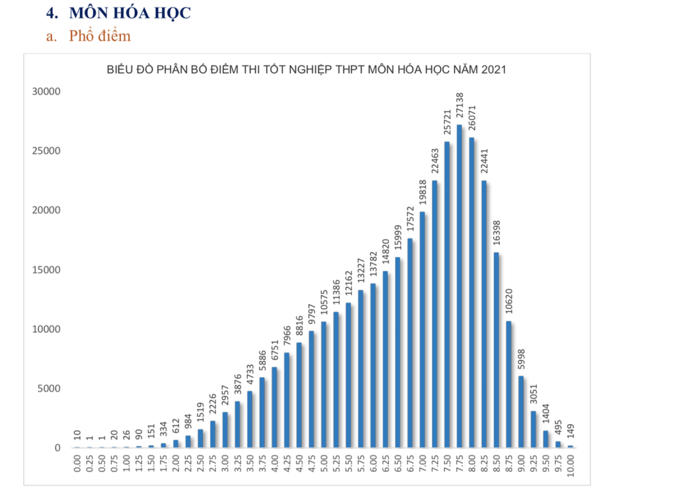 4. MÔN HÓA HỌC
a. Phổ điểm
BIỂU ĐỒ PHÂN BỐ ĐIỂM THI TỐT NGHIỆP THPT MÔN HÓA HỌC NĂM 2021
30000
25000
20000
15000
10000
5000
0
10 1 1 20 26 90 151 334 612 984 1519 2226 2957 3876 4733 5886 6751 7966 8816 9797 10575 11386 12162 13227 13782 14820 15999 17572 19818 22463 25721 27138 26071 22441 16398 10620 5998 3051 1404 495 149
0.00 0.25 0.50 0.75 1.00 1.25 1.50 1.75 2.00 2.25 2.50 2.75 3.00 3.25 3.50 3.75 4.00 4.25 4.50 4.75 5.00 5.25 5.50 5.75 6.00 6.25 6.50 6.75 7.00 7.25 7.50 7.75 8.00 8.25 8.50 8.75 9.00 9.25 9.50 9.75 10.00